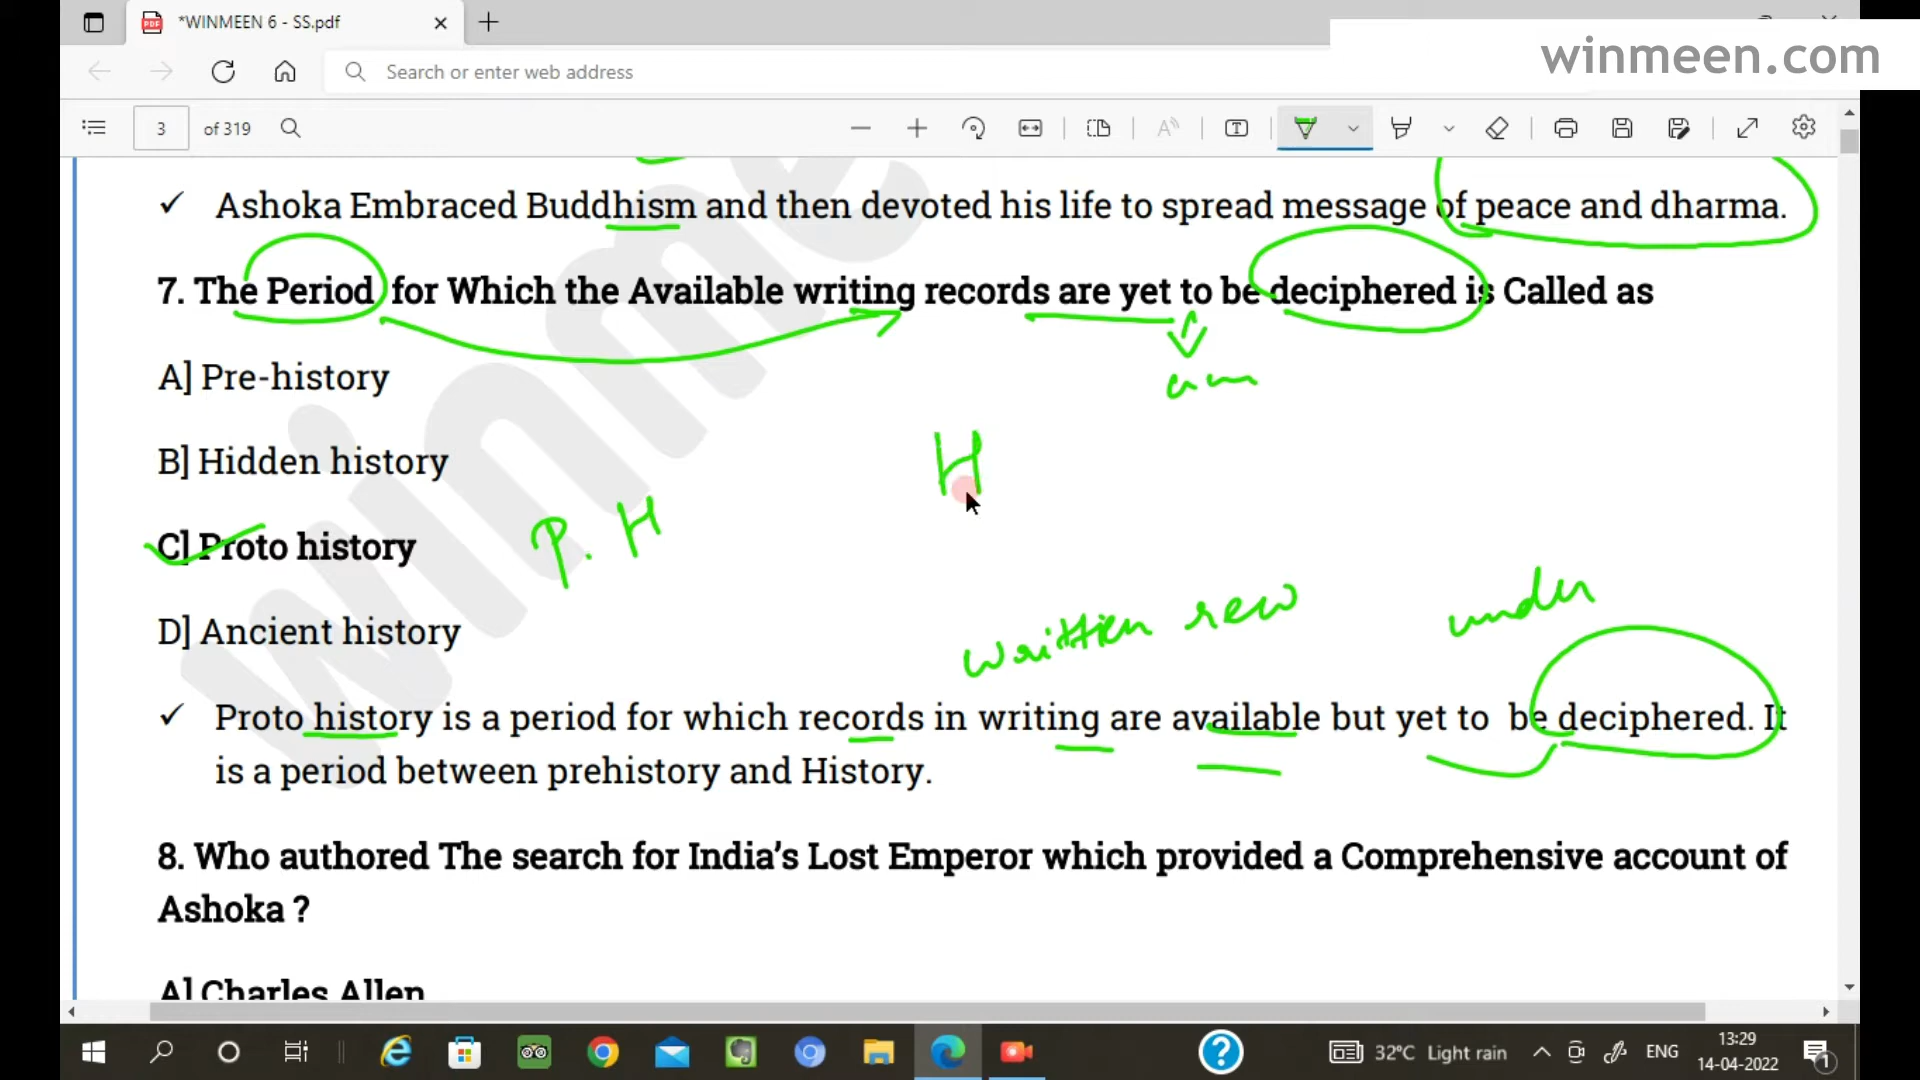 *WINMEEN 6 - SS.pdf
winmeen.com
Search or enter web address
3 of 319
✓ Ashoka Embraced Buddhism and then devoted his life to spread message of peace and dharma.
7. The Period for Which the Available writing records are yet to be deciphered is Called as
A] Pre-history
B] Hidden history
H
P. H
C] Proto history
under
written
D] Ancient history
✓ Proto history is a period for which records in writing are available but yet to be deciphered. It
is a period between prehistory and History.
8. Who authored The search for India's Lost Emperor which provided a Comprehensive account of
Ashoka ?
A] Charles Allen
winme
32°C Light rain
ENG
13:29
14-04-2022
1